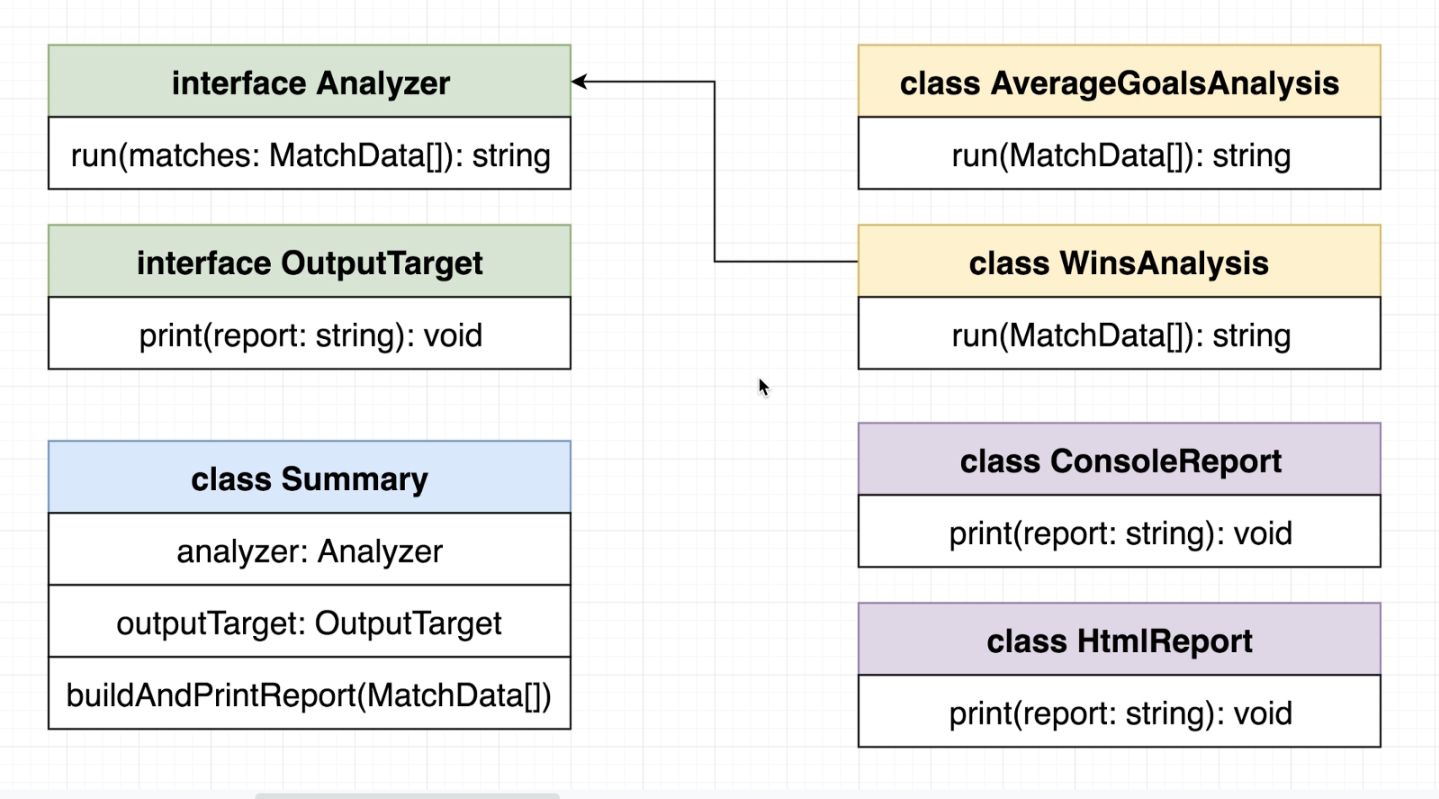 interface Analyzer
run(matches: MatchData[]): string
interface OutputTarget
print(report: string): void
class Summary
analyzer: Analyzer
outputTarget: OutputTarget
buildAndPrintReport(MatchData[])
class AverageGoalsAnalysis
run(MatchData[]): string
class WinsAnalysis
run(MatchData[]): string
class ConsoleReport
print(report: string): void
class HtmlReport
print(report: string): void